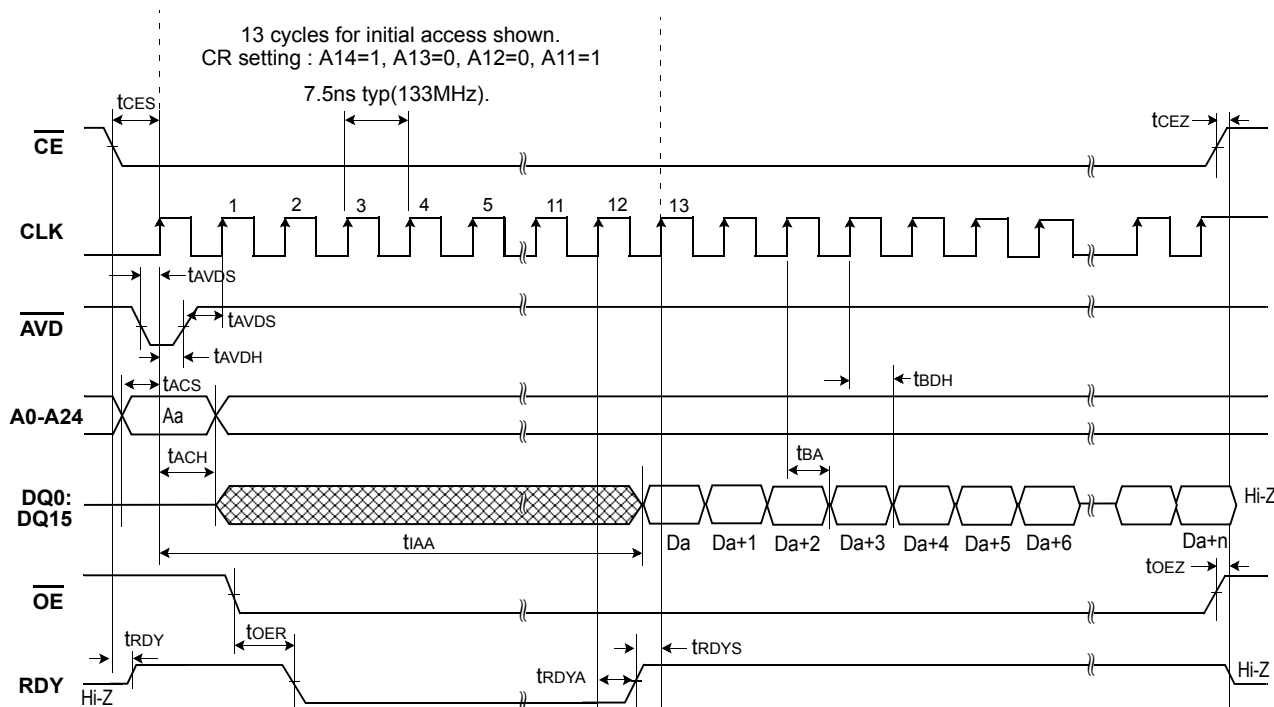 13 cycles for initial access shown.
CR setting : A14=1, A13=0, A12=0, A11=1
7.5ns typ(133MHz).
tCES
tCEZ
CE
1 2 3 4 5 11 12 13
CLK
tAVDS
AVD
tAVDS
tAVDH
tACS
tBDH
A0-A24
Aa
tACH
tBA
DQ0:
DQ15
Hi-Z
tIAA
Da Da+1 Da+2 Da+3 Da+4 Da+5 Da+6 Da+n
tOEZ
OE
tOER
tRDY
tRDYS
tRDYA
RDY
Hi-Z
Hi-Z